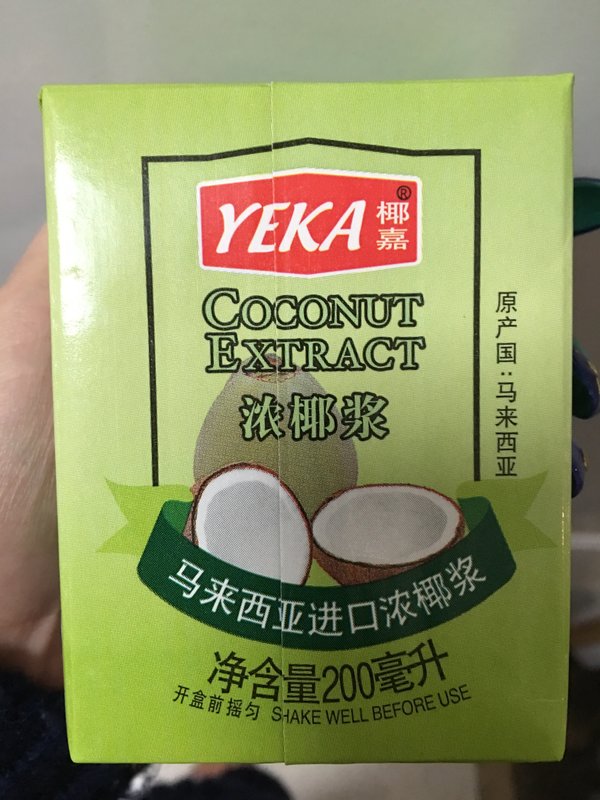 YEKA 椰嘉®
COCONUT
EXTRACT
浓椰浆
原产国:马来西亚
马来西亚进口浓椰浆
净含量200毫升
开盒前摇匀 SHAKE WELL BEFORE USE